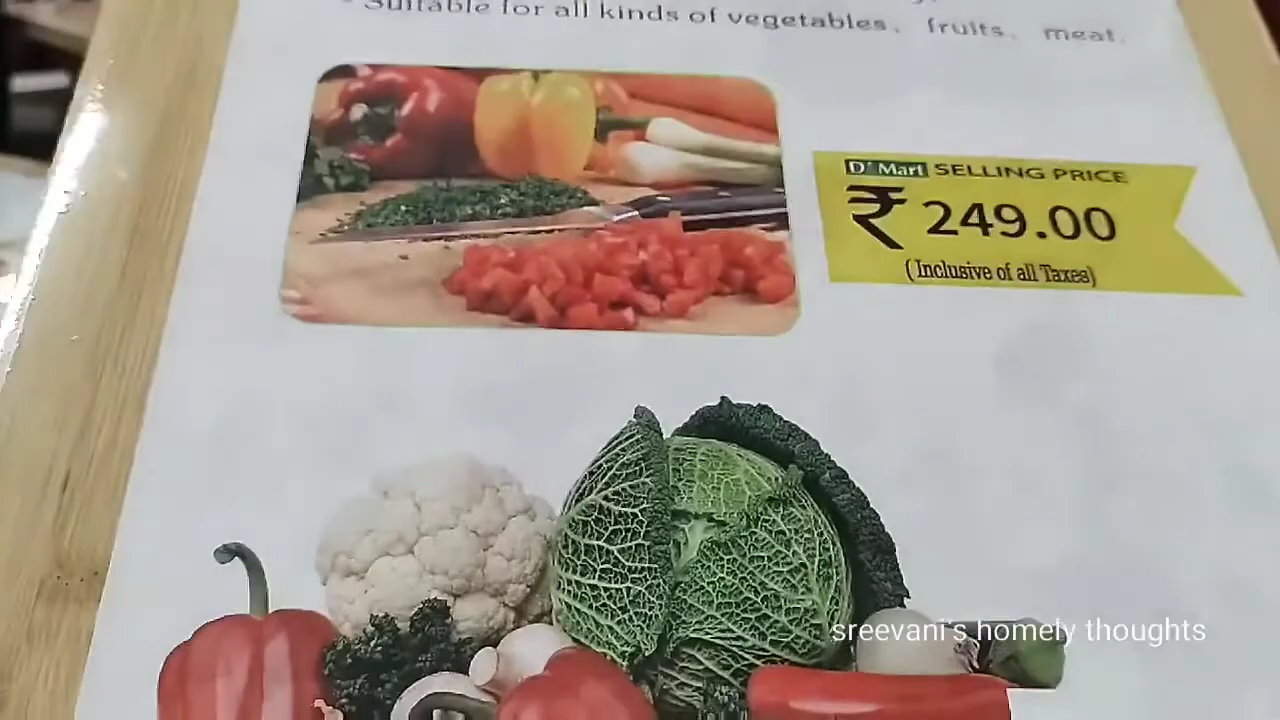 - Suitable for all kinds of vegetables, fruits, meat.
D' Mart SELLING PRICE
₹ 249.00
(Inclusive of all Taxes)
sreevani's homely thoughts